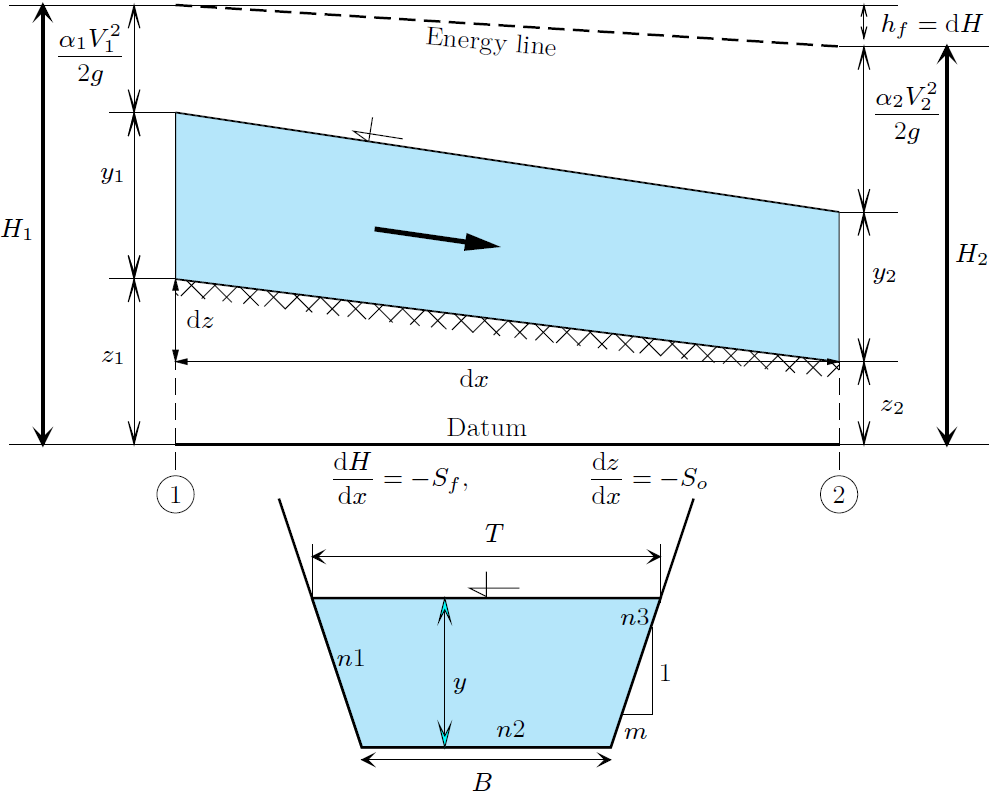 h_f = dH
α₁V₁²/2g
Energy line
α₂V₂²/2g
y₁
H₁
H₂
y₂
dz
z₁
dx
z₂
Datum
dH/dx = −S_f,
dz/dx = −S_o
1
2
T
n3
n1
1
y
n2
m
B